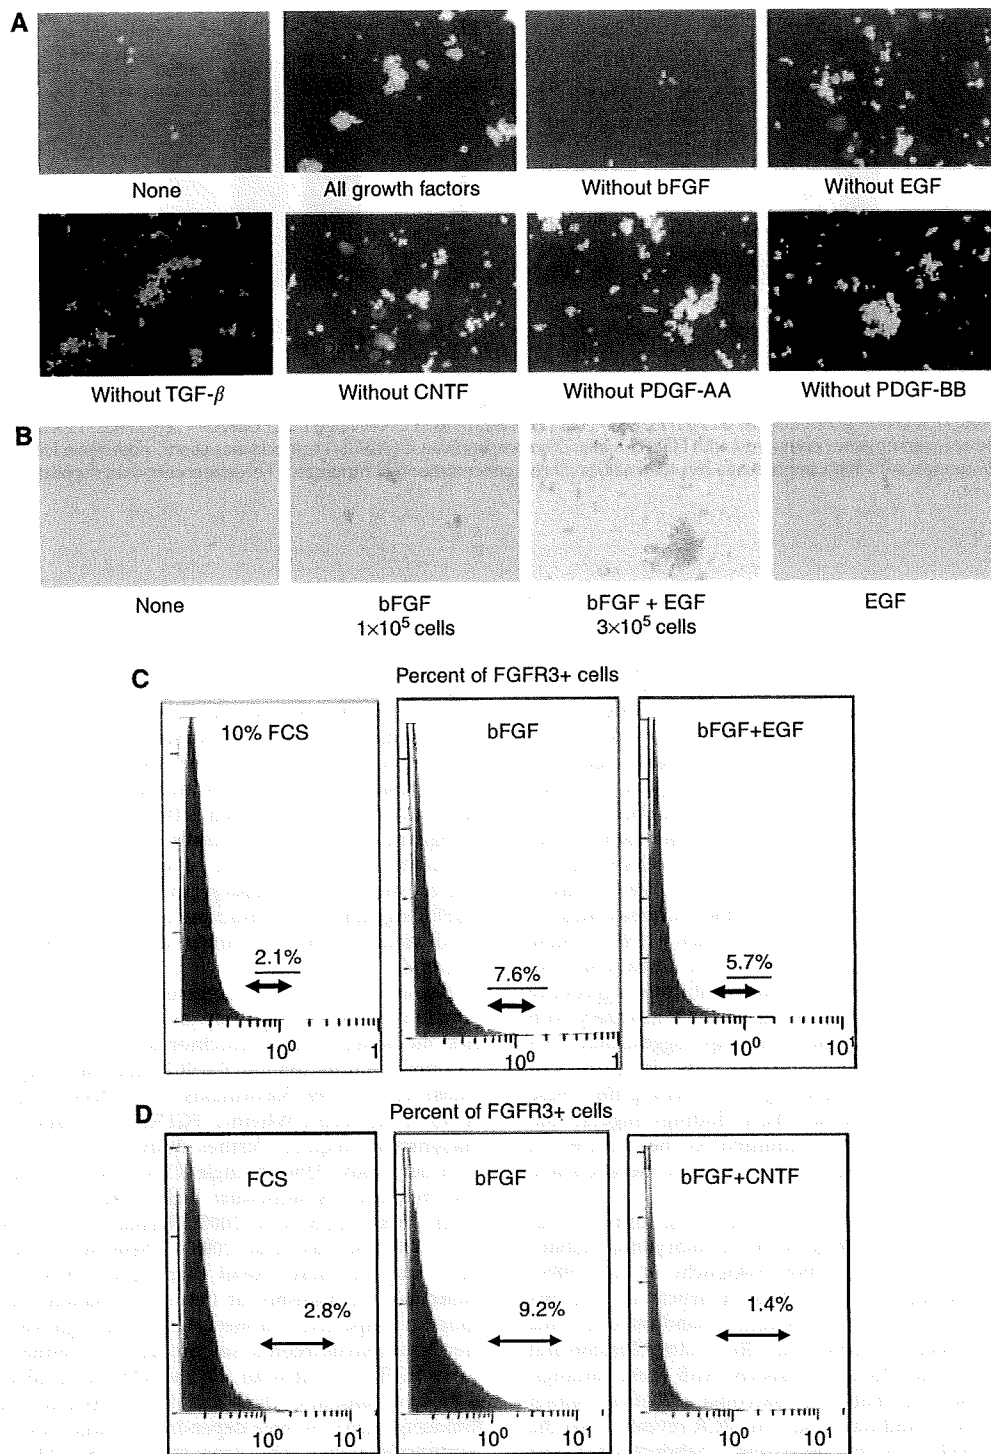 A
None
All growth factors
Without bFGF
Without EGF
Without TGF-β
Without CNTF
Without PDGF-AA
Without PDGF-BB
B
None
bFGF
1×10⁵ cells
bFGF + EGF
3×10⁵ cells
EGF
C
Percent of FGFR3+ cells
10% FCS
bFGF
bFGF+EGF
2.1%
7.6%
5.7%
10⁰
1
10⁰
1
10⁰
10¹
D
Percent of FGFR3+ cells
FCS
bFGF
bFGF+CNTF
2.8%
9.2%
1.4%
10⁰
10¹
10⁰
10¹
10⁰
10¹